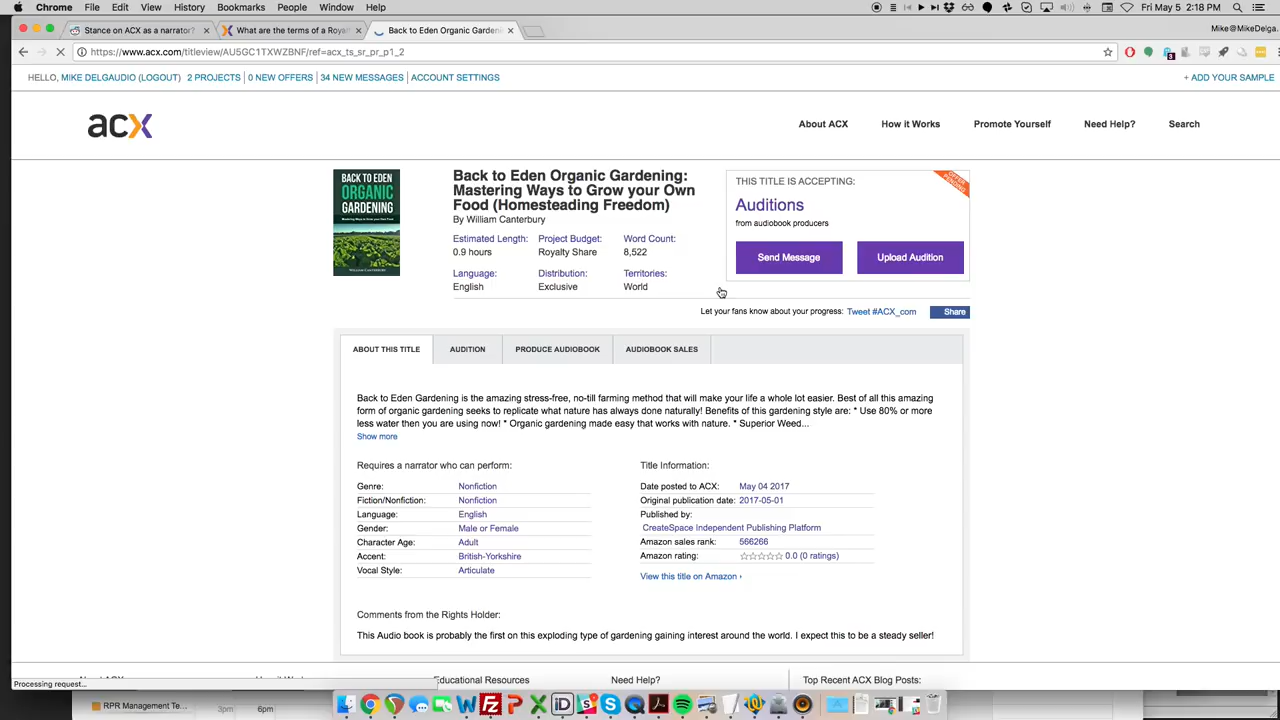 Chrome File Edit View History Bookmarks People Window Help
Fri May 5 2:18 PM
Stance on ACX as a narrator?
What are the terms of a Royal
Back to Eden Organic Gardeni
Mike@MikeDelga...
https://www.acx.com/titleview/AU5GC1TXWZBNF/ref=acx_ts_sr_pr_p1_2
HELLO, MIKE DELGAUDIO (LOGOUT) 2 PROJECTS 0 NEW OFFERS 34 NEW MESSAGES ACCOUNT SETTINGS
+ ADD YOUR SAMPLE
acx
About ACX How it Works Promote Yourself Need Help? Search
BACK TO EDEN
ORGANIC
GARDENING
WILLIAM CANTERBURY
Back to Eden Organic Gardening:
Mastering Ways to Grow your Own
Food (Homesteading Freedom)
By William Canterbury
Estimated Length: Project Budget: Word Count:
0.9 hours Royalty Share 8,522
Language: Distribution: Territories:
English Exclusive World
THIS TITLE IS ACCEPTING:
Auditions
from audiobook producers
OFFER PENDING
Send Message Upload Audition
Let your fans know about your progress: Tweet #ACX_com Share
ABOUT THIS TITLE AUDITION PRODUCE AUDIOBOOK AUDIOBOOK SALES
Back to Eden Gardening is the amazing stress-free, no-till farming method that will make your life a whole lot easier. Best of all this amazing
form of organic gardening seeks to replicate what nature has always done naturally! Benefits of this gardening style are: * Use 80% or more
less water then you are using now! * Organic gardening made easy that works with nature. * Superior Weed...
Show more
Requires a narrator who can perform:
Genre: Nonfiction
Fiction/Nonfiction: Nonfiction
Language: English
Gender: Male or Female
Character Age: Adult
Accent: British-Yorkshire
Vocal Style: Articulate
Title Information:
Date posted to ACX: May 04 2017
Original publication date: 2017-05-01
Published by:
CreateSpace Independent Publishing Platform
Amazon sales rank: 566266
Amazon rating: 0.0 (0 ratings)
View this title on Amazon ›
Comments from the Rights Holder:
This Audio book is probably the first on this exploding type of gardening gaining interest around the world. I expect this to be a steady seller!
Educational Resources Need Help? Top Recent ACX Blog Posts:
Processing request...
RPR Management Te... 3pm 6pm